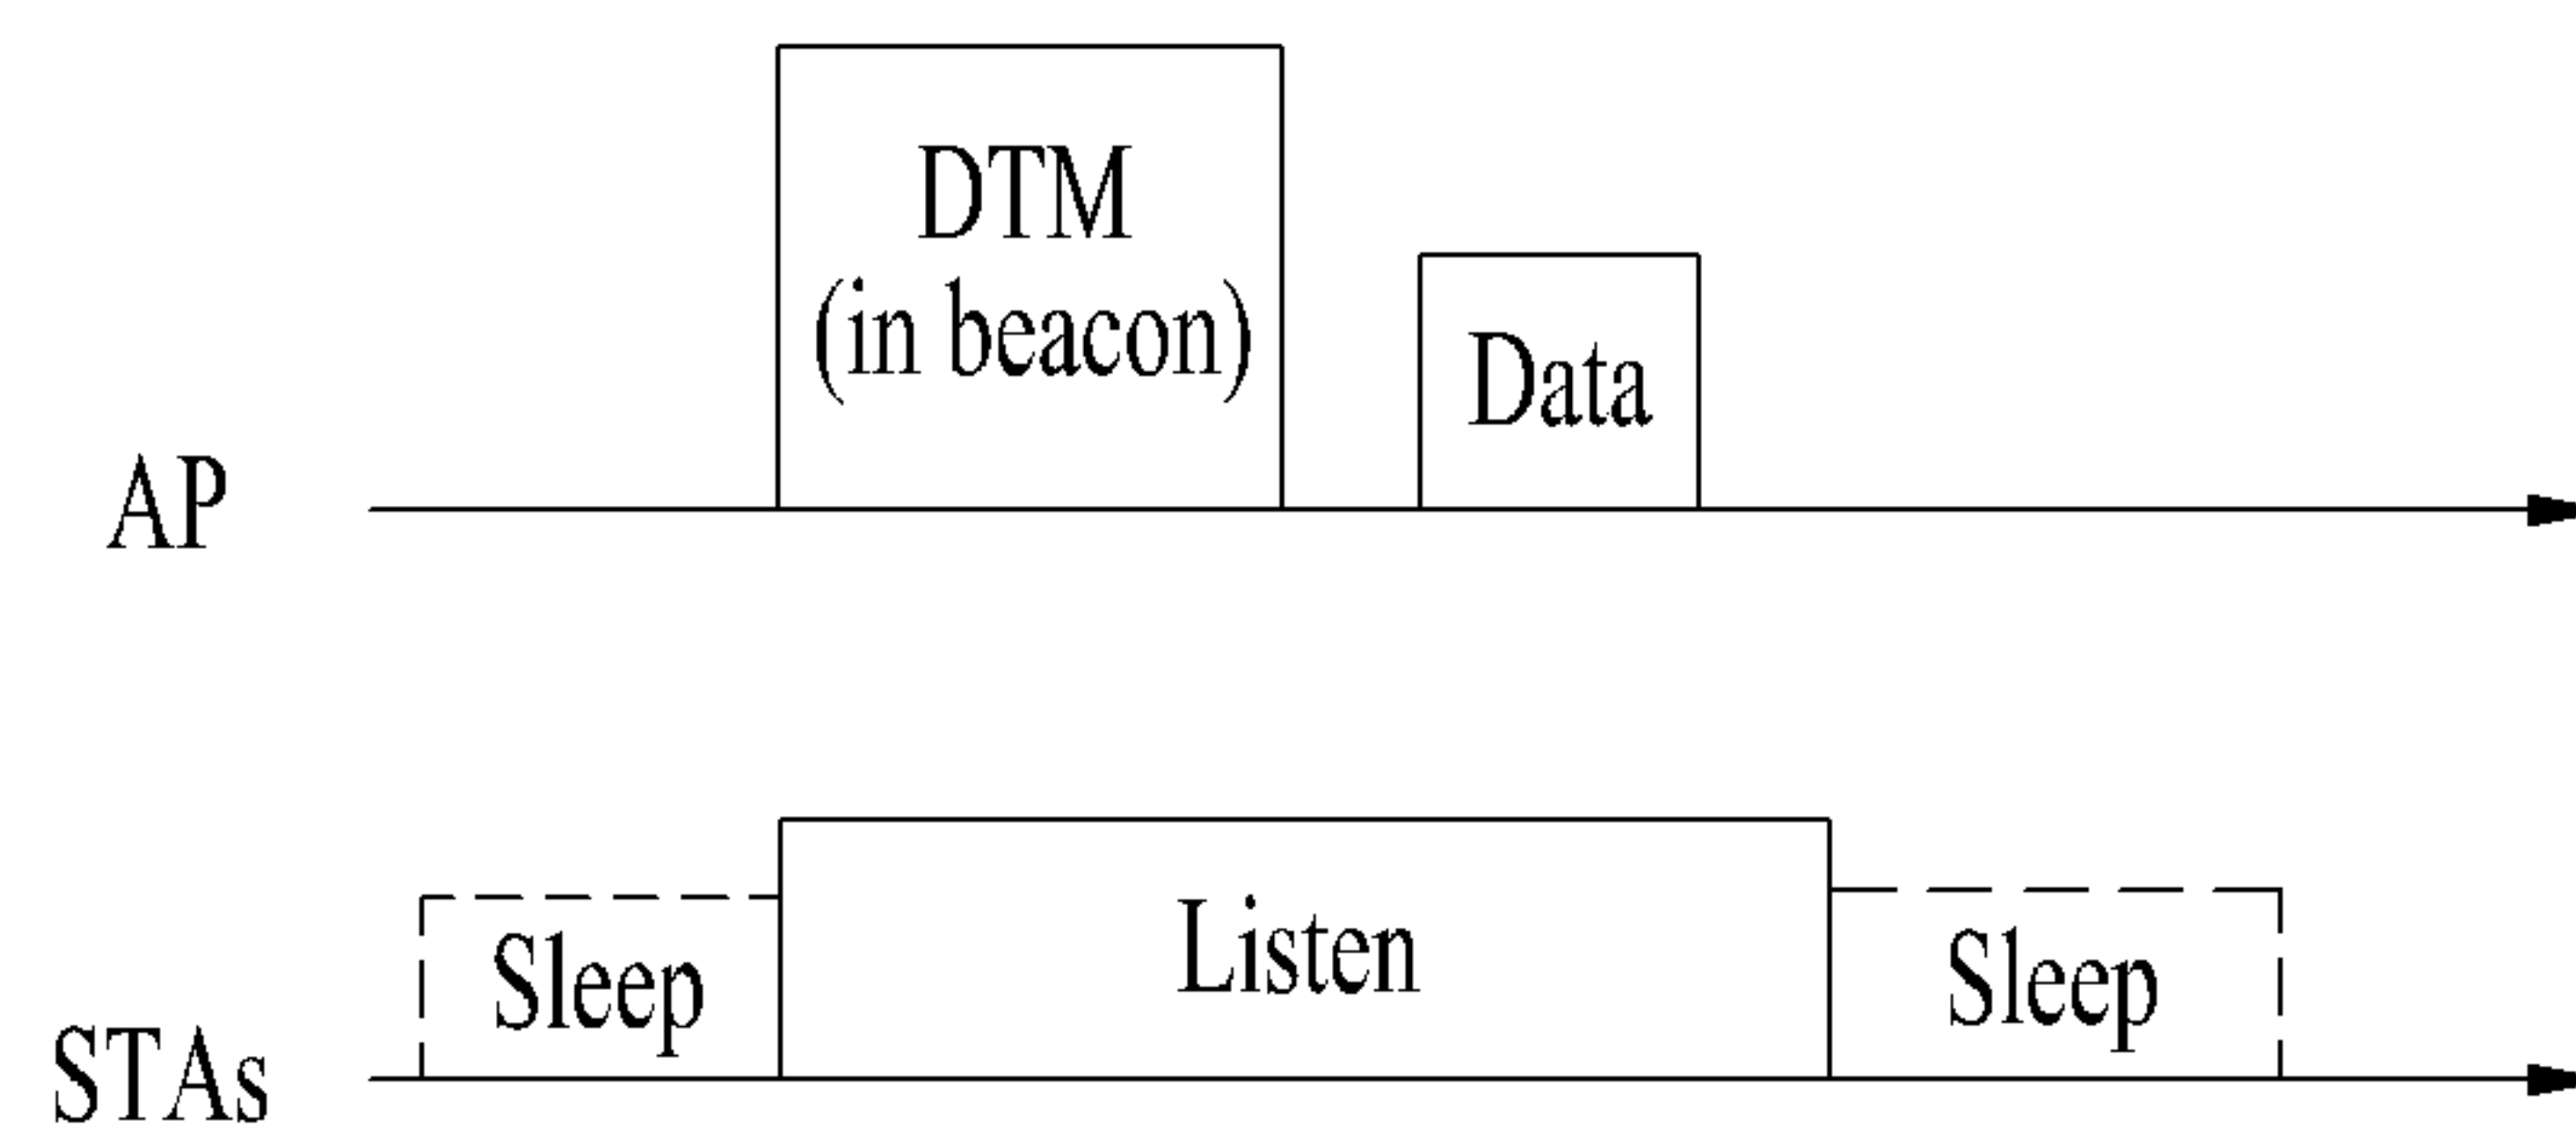 DTM
(in beacon)
Data
AP
Sleep
Listen
Sleep
STAs